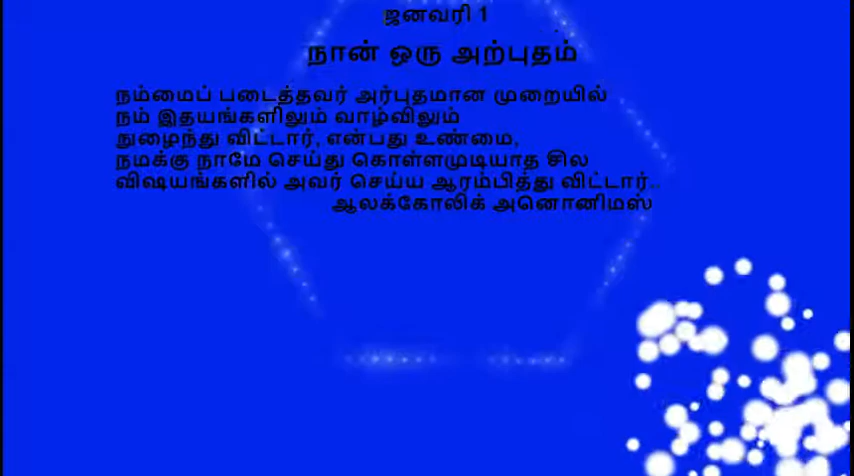 ஜனவரி 1
நான் ஒரு அற்புதம்
நம்மைப் படைத்தவர் அர்புதமான முறையில்
நம் இதயங்களிலும் வாழ்விலும்
நுழைந்து விட்டார், என்பது உண்மை,
நமக்கு நாமே செய்து கொள்ளமுடியாத சில
விஷயங்களில் அவர் செய்ய ஆரம்பித்து விட்டார்..
ஆலக்கோலிக் அனொனிமஸ்